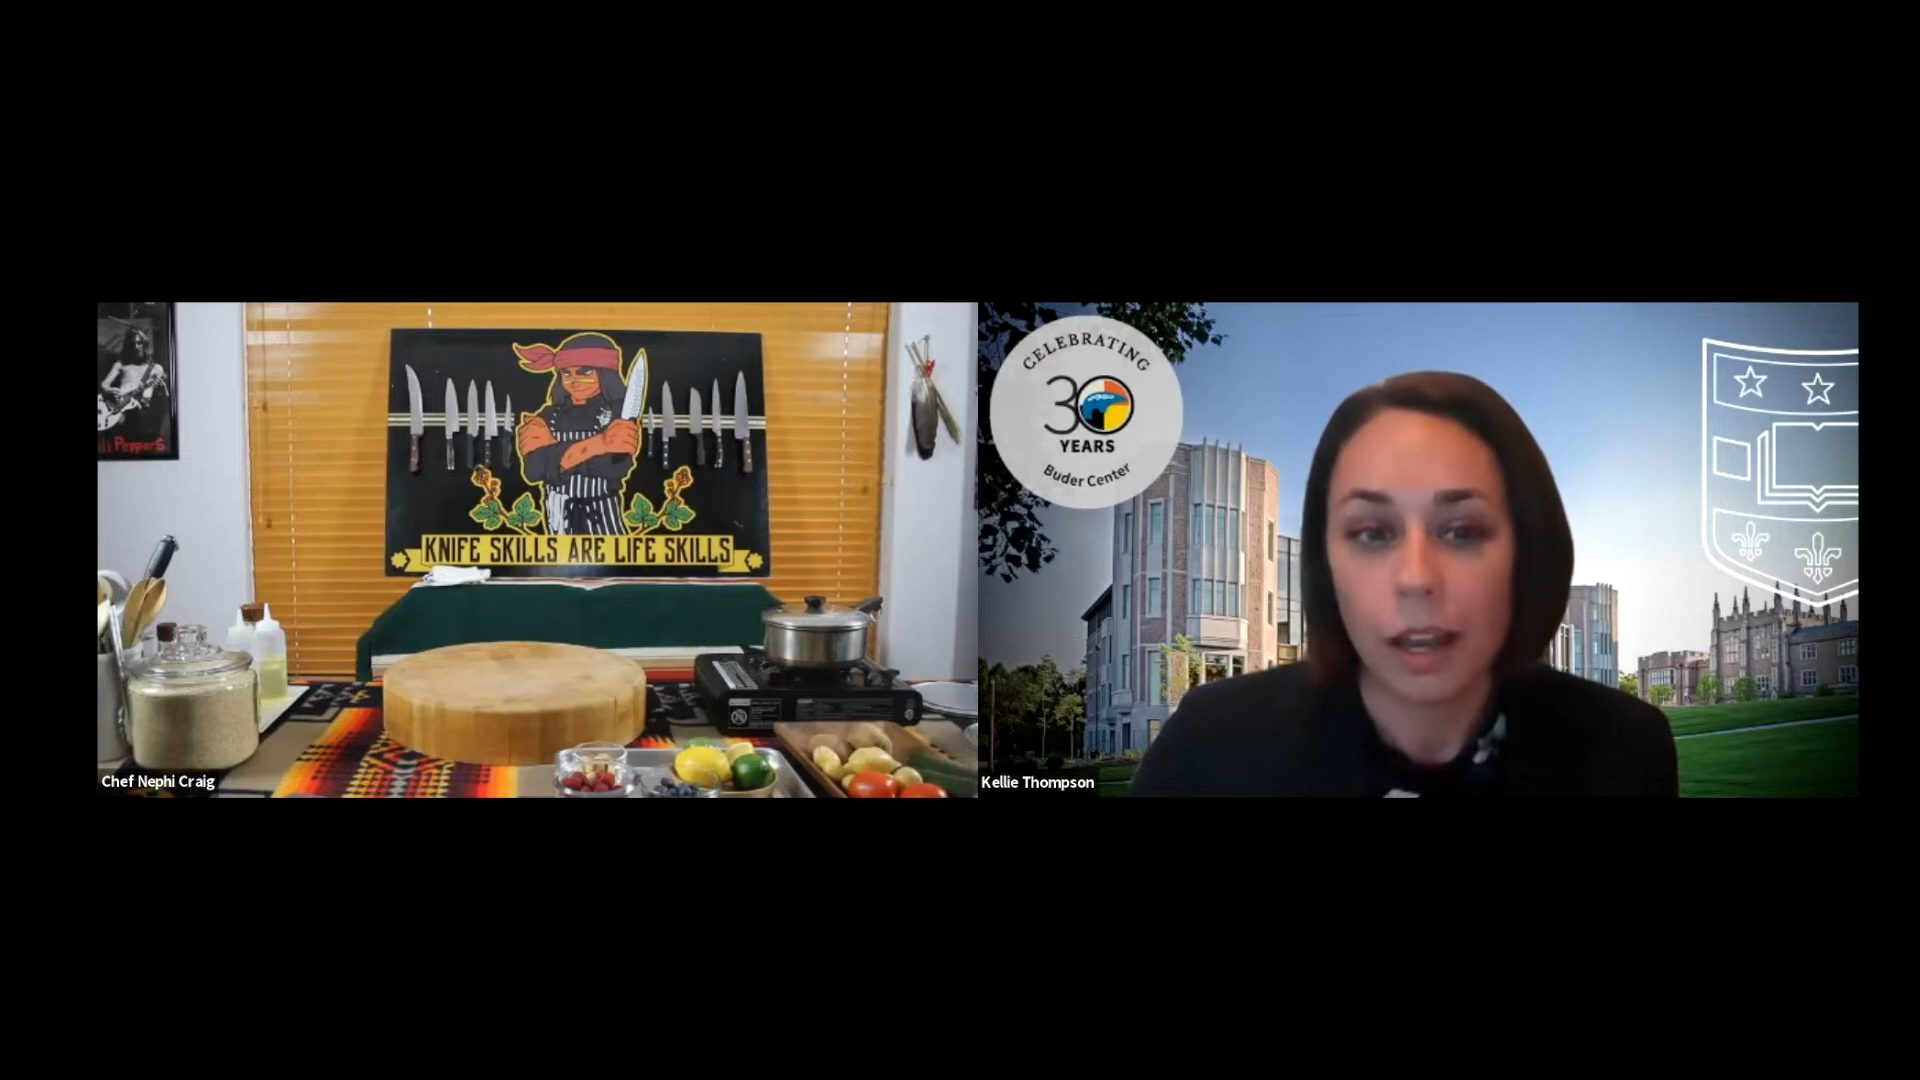 ili Peppers
KNIFE SKILLS ARE LIFE SKILLS
Chef Nephi Craig
CELEBRATING
30
YEARS
Buder Center
Kellie Thompson